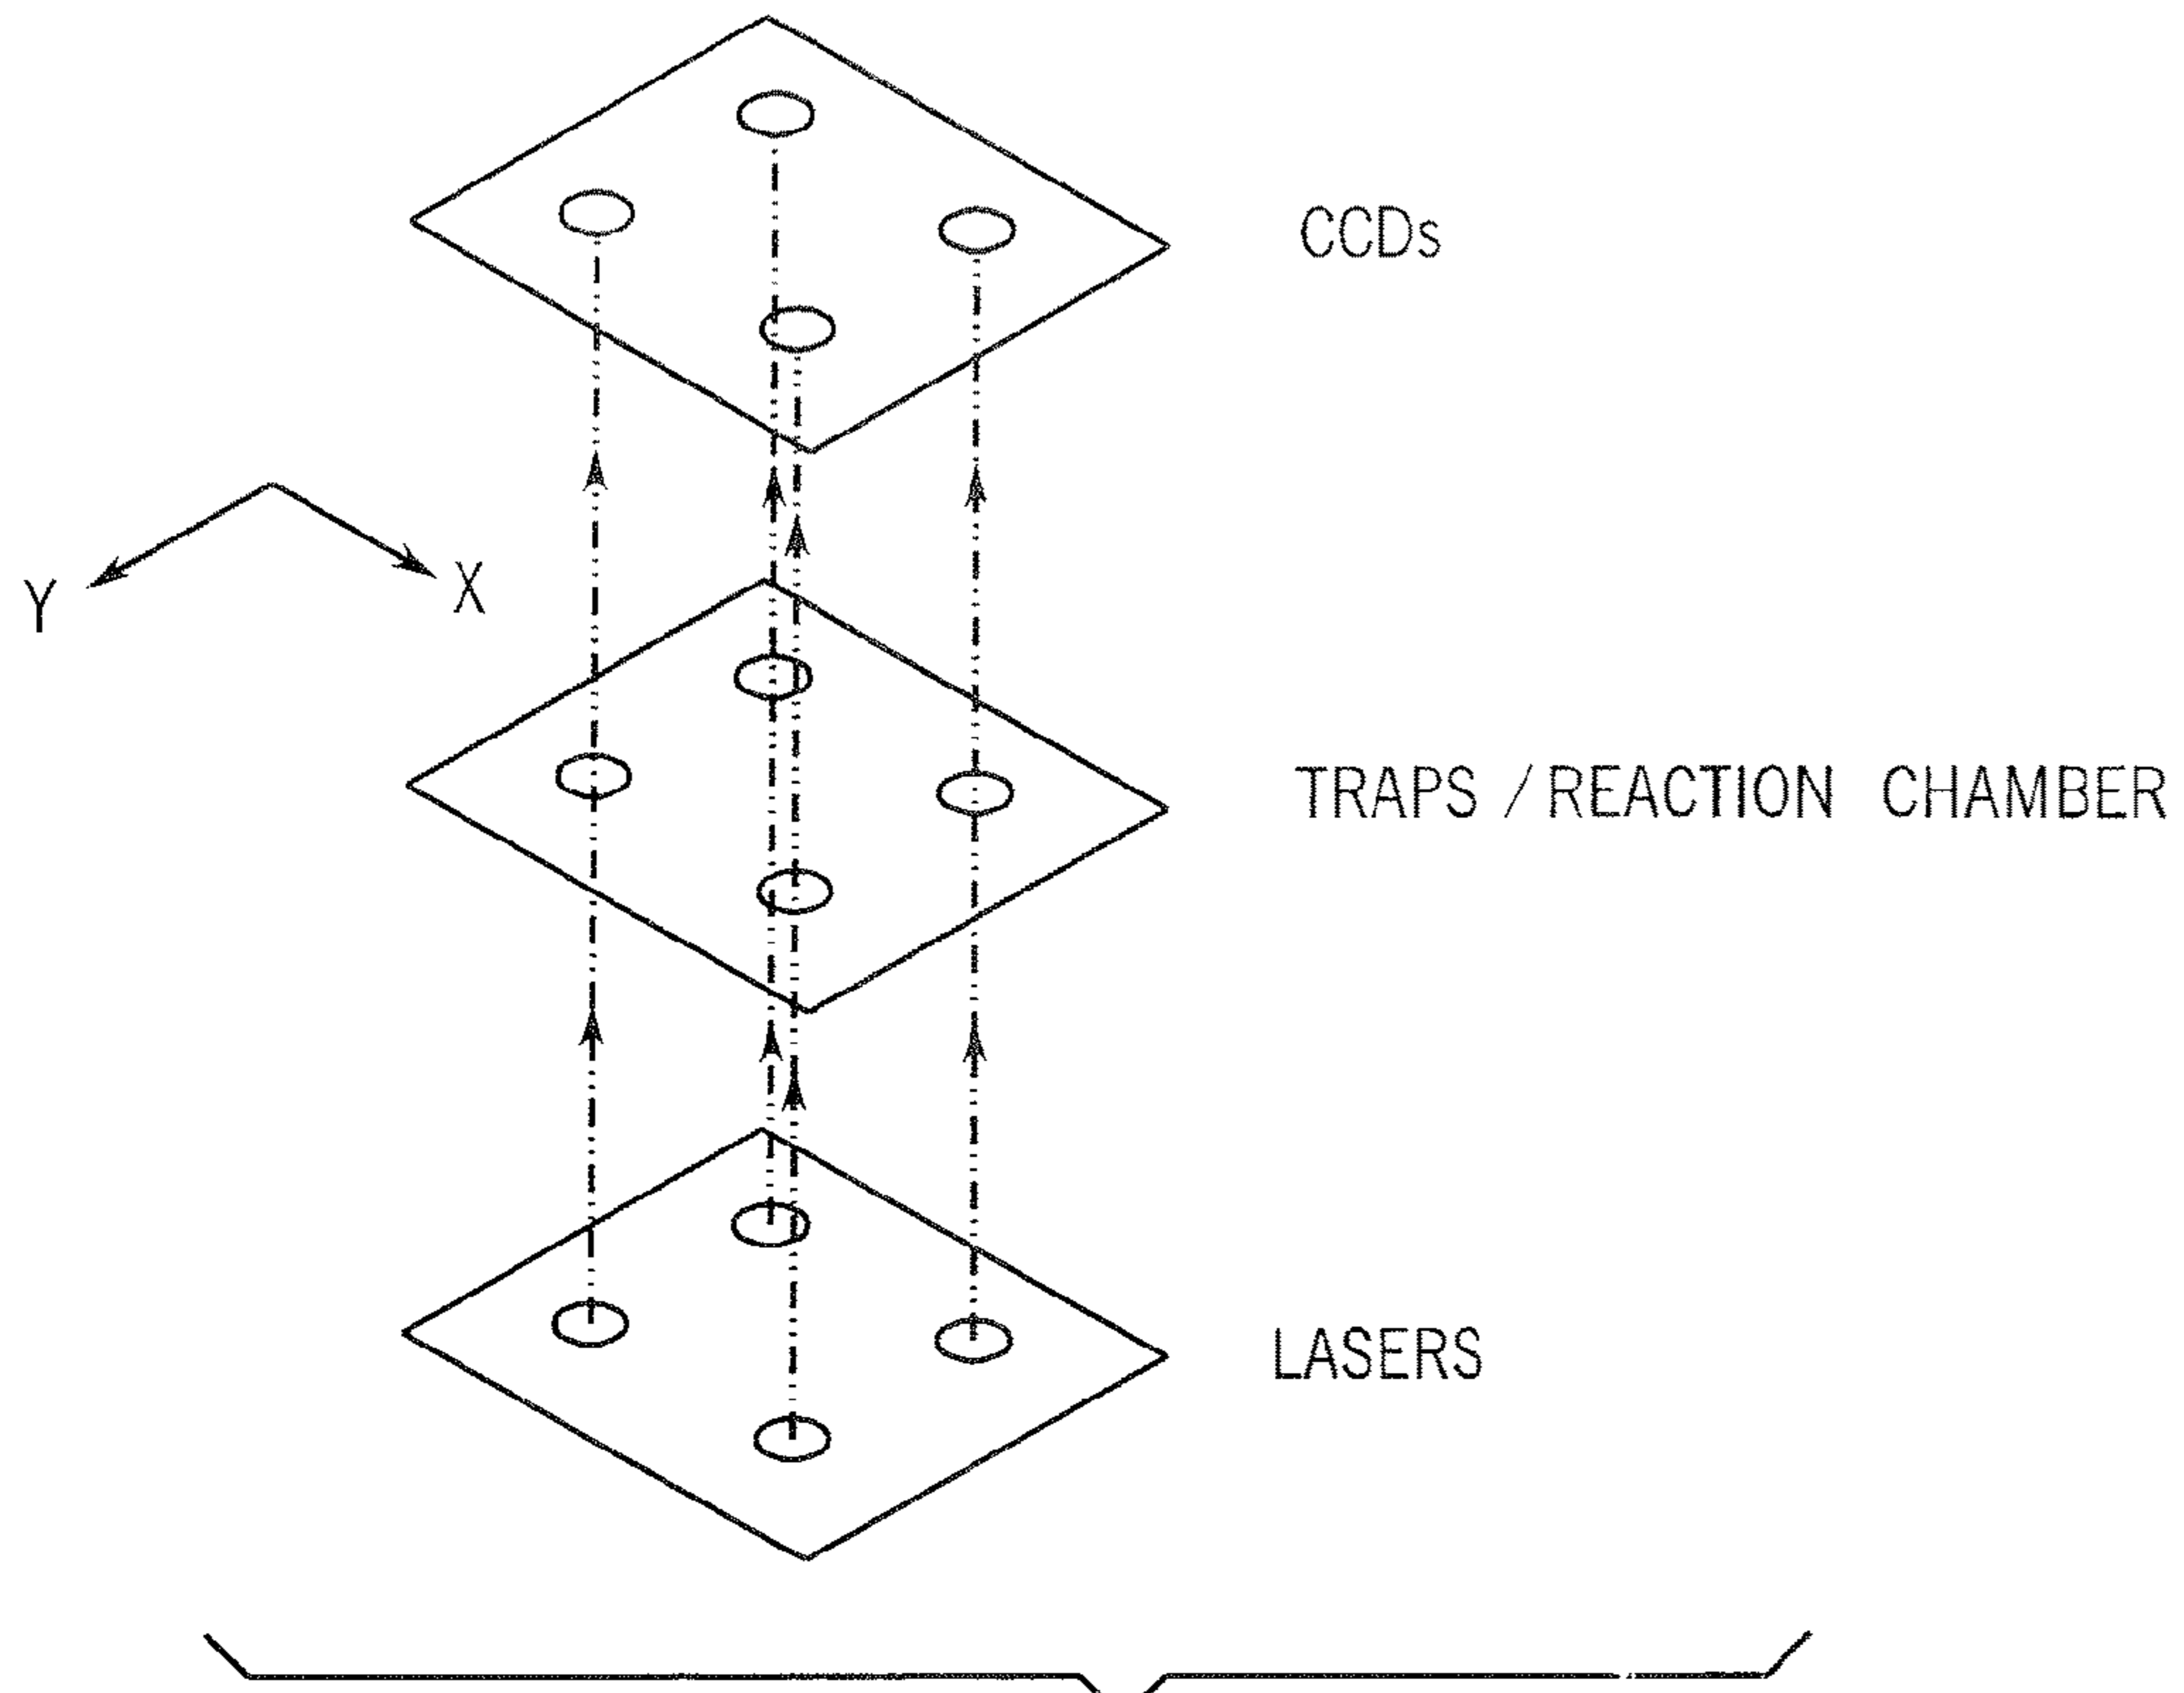 CCDs
Y
X
TRAPS / REACTION CHAMBER
LASERS